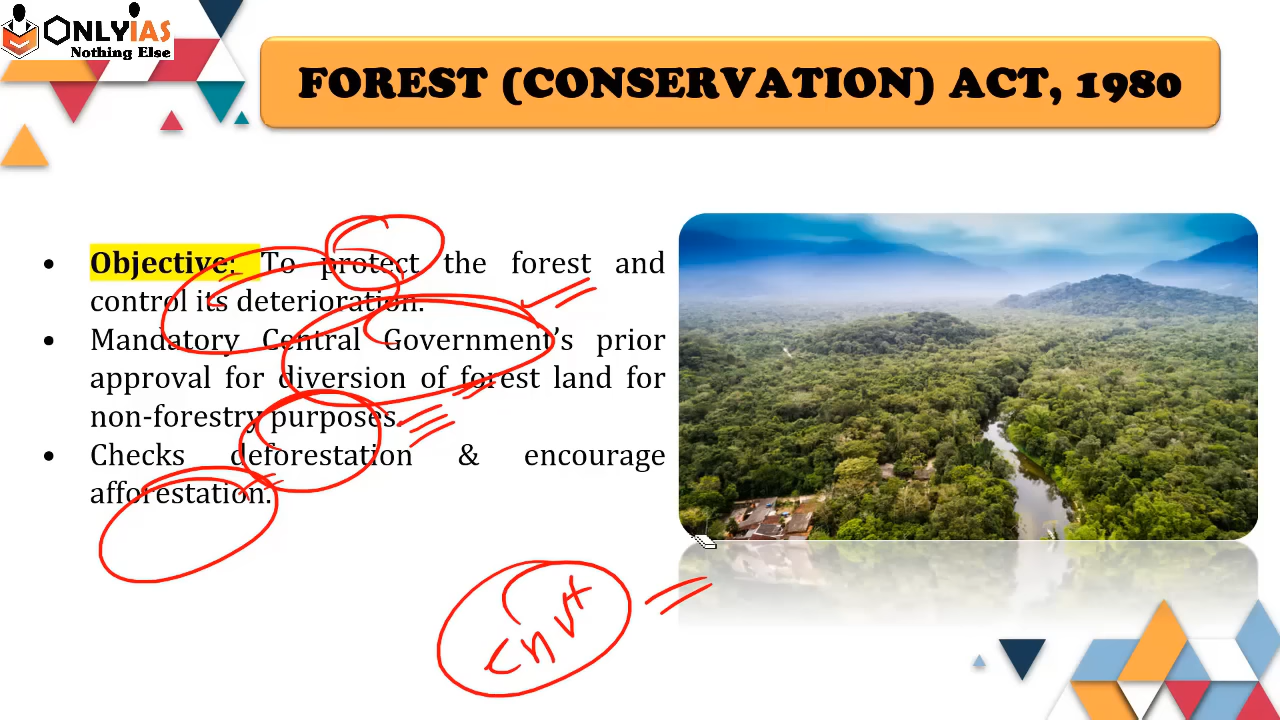 ONLYIAS
Nothing Else
FOREST (CONSERVATION) ACT, 1980
• Objective: To protect the forest and
control its deterioration.
• Mandatory Central Government's prior
approval for diversion of forest land for
non-forestry purposes.
• Checks deforestation & encourage
afforestation.